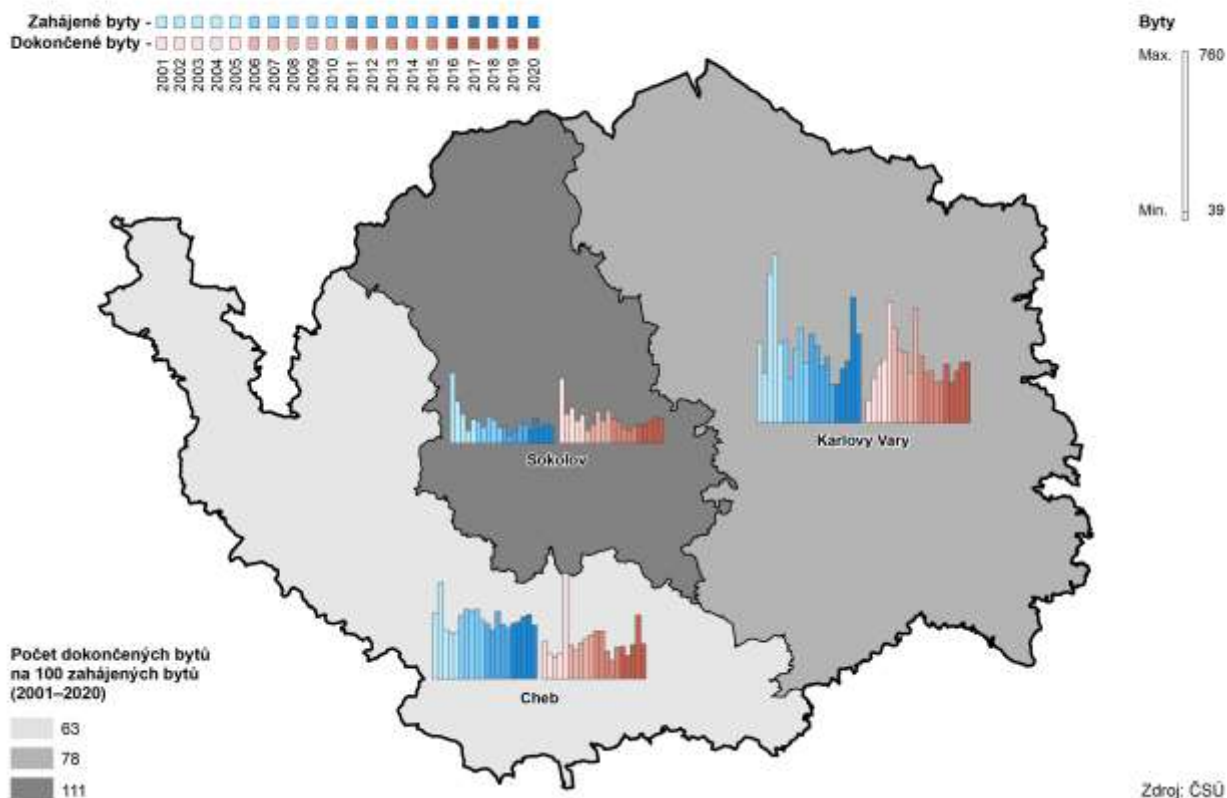 Zahájené byty -
Dokončené byty -
2001 2002 2003 2004 2005 2006 2007 2008 2009 2010 2011 2012 2013 2014 2015 2016 2017 2018 2019 2020
Byty
Max. 760
Min. 39
Karlovy Vary
Sokolov
Cheb
Počet dokončených bytů
na 100 zahájených bytů
(2001–2020)
63
78
111
Zdroj: ČSÚ